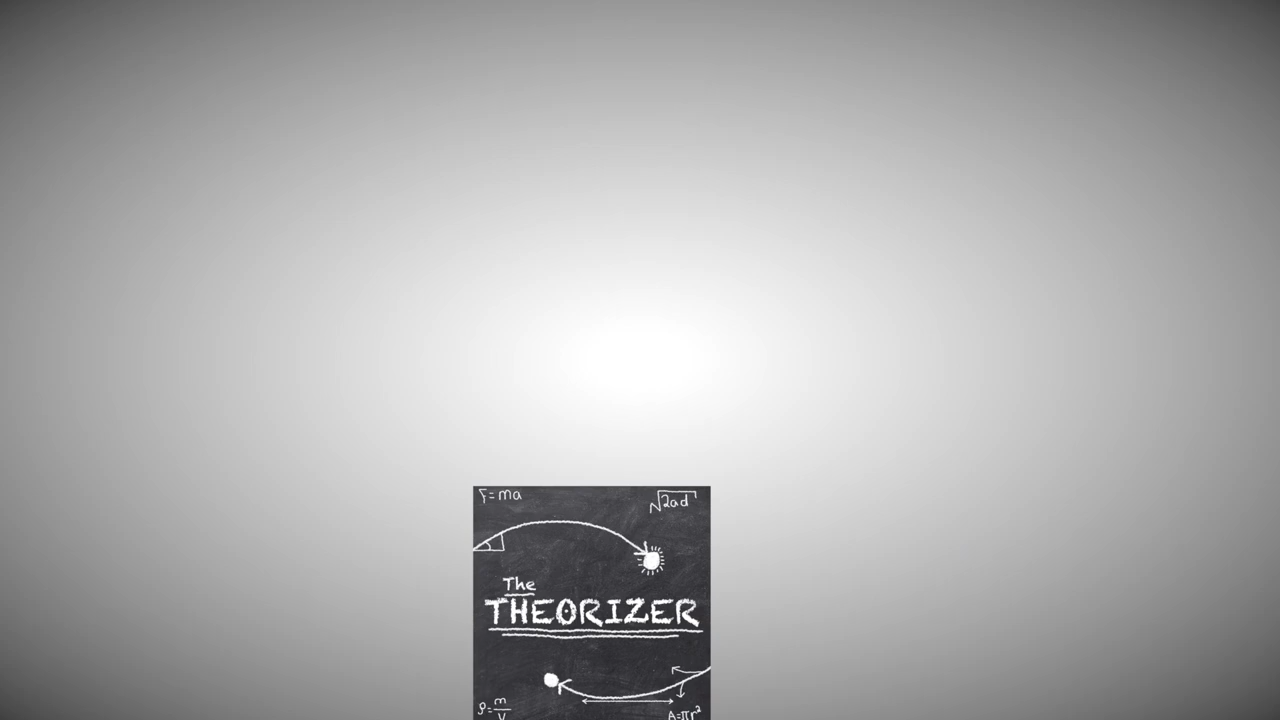 F=ma
√2ad
The
THEORIZER
ρ=m/V
A=πr²